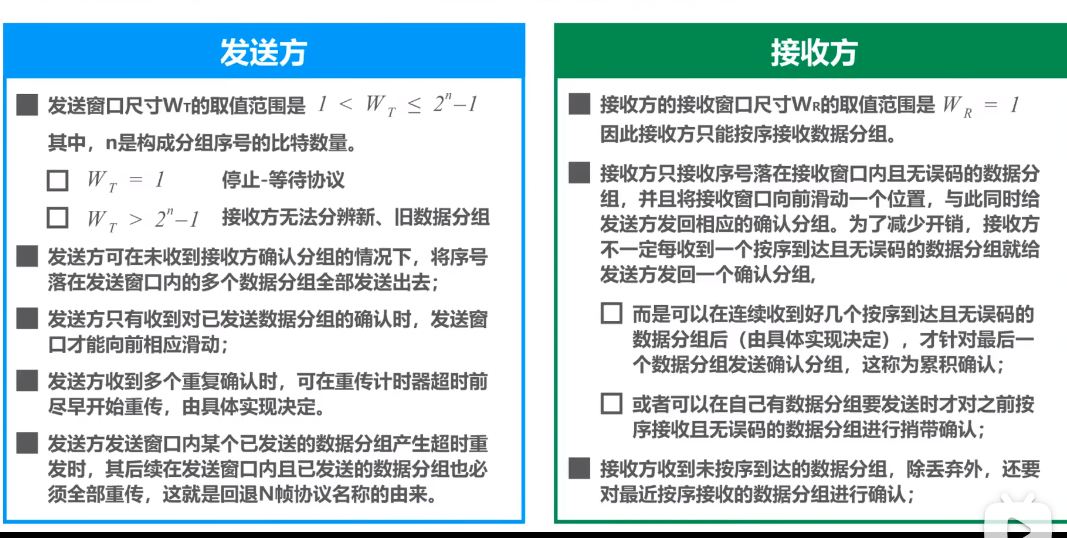 发送方
发送窗口尺寸WT的取值范围是 1 < W_T ≤ 2^n–1
其中，n是构成分组序号的比特数量。
W_T = 1 停止-等待协议
W_T > 2^n–1 接收方无法分辨新、旧数据分组
发送方可在未收到接收方确认分组的情况下，将序号
落在发送窗口内的多个数据分组全部发送出去；
发送方只有收到对已发送数据分组的确认时，发送窗
口才能向前相应滑动；
发送方收到多个重复确认时，可在重传计时器超时前
尽早开始重传，由具体实现决定。
发送方发送窗口内某个已发送的数据分组产生超时重
发时，其后续在发送窗口内且已发送的数据分组也必
须全部重传，这就是回退N帧协议名称的由来。
接收方
接收方的接收窗口尺寸WR的取值范围是 W_R = 1
因此接收方只能按序接收数据分组。
接收方只接收序号落在接收窗口内且无误码的数据分
组，并且将接收窗口向前滑动一个位置，与此同时给
发送方发回相应的确认分组。为了减少开销，接收方
不一定每收到一个按序到达且无误码的数据分组就给
发送方发回一个确认分组,
而是可以在连续收到好几个按序到达且无误码的
数据分组后（由具体实现决定），才针对最后一
个数据分组发送确认分组，这称为累积确认；
或者可以在自己有数据分组要发送时才对之前按
序接收且无误码的数据分组进行捎带确认；
接收方收到未按序到达的数据分组，除丢弃外，还要
对最近按序接收的数据分组进行确认；